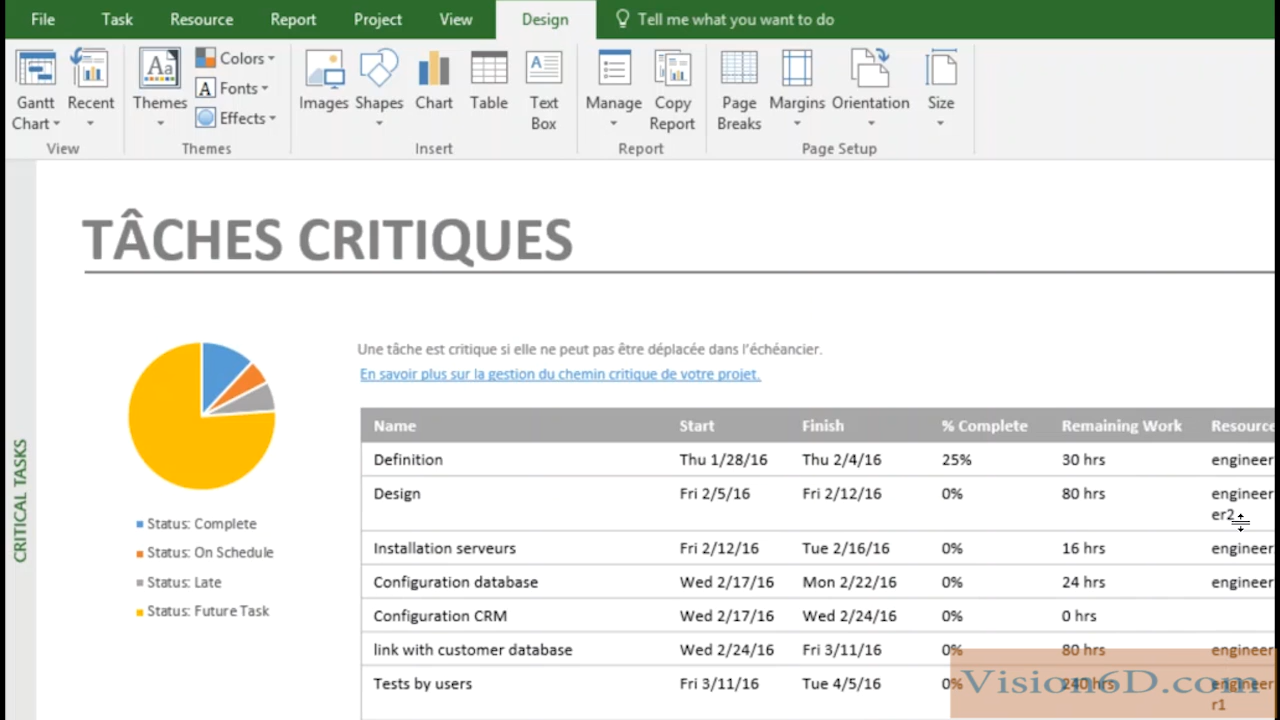 File Task Resource Report Project View Design Tell me what you want to do
Gantt Chart Recent Themes Colors Fonts Effects Images Shapes Chart Table Text Box Manage Copy Report Page Breaks Margins Orientation Size
View Themes Insert Report Page Setup
TÂCHES CRITIQUES
Une tâche est critique si elle ne peut pas être déplacée dans l'échéancier.
En savoir plus sur la gestion du chemin critique de votre projet.
CRITICAL TASKS
Status: Complete
Status: On Schedule
Status: Late
Status: Future Task
Name Start Finish % Complete Remaining Work Resource
Definition Thu 1/28/16 Thu 2/4/16 25% 30 hrs engineer
Design Fri 2/5/16 Fri 2/12/16 0% 80 hrs engineer
er2
Installation serveurs Fri 2/12/16 Tue 2/16/16 0% 16 hrs engineer
Configuration database Wed 2/17/16 Mon 2/22/16 0% 24 hrs engineer
Configuration CRM Wed 2/17/16 Wed 2/24/16 0% 0 hrs
link with customer database Wed 2/24/16 Fri 3/11/16 0% 80 hrs engineer
Tests by users Fri 3/11/16 Tue 4/5/16 0% 240 hrs engineer
r1
Vision6D.com